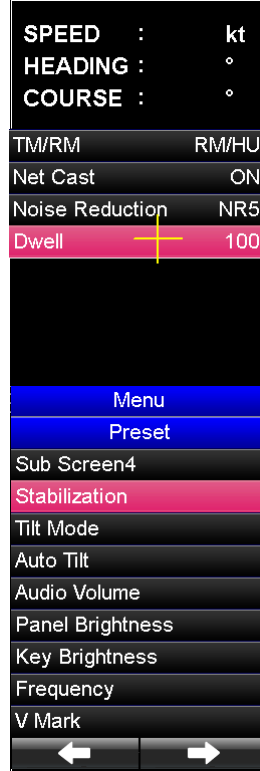 SPEED : kt
HEADING : °
COURSE : °
TM/RM RM/HU
Net Cast ON
Noise Reduction NR5
Dwell 100
Menu
Preset
Sub Screen4
Stabilization
Tilt Mode
Auto Tilt
Audio Volume
Panel Brightness
Key Brightness
Frequency
V Mark